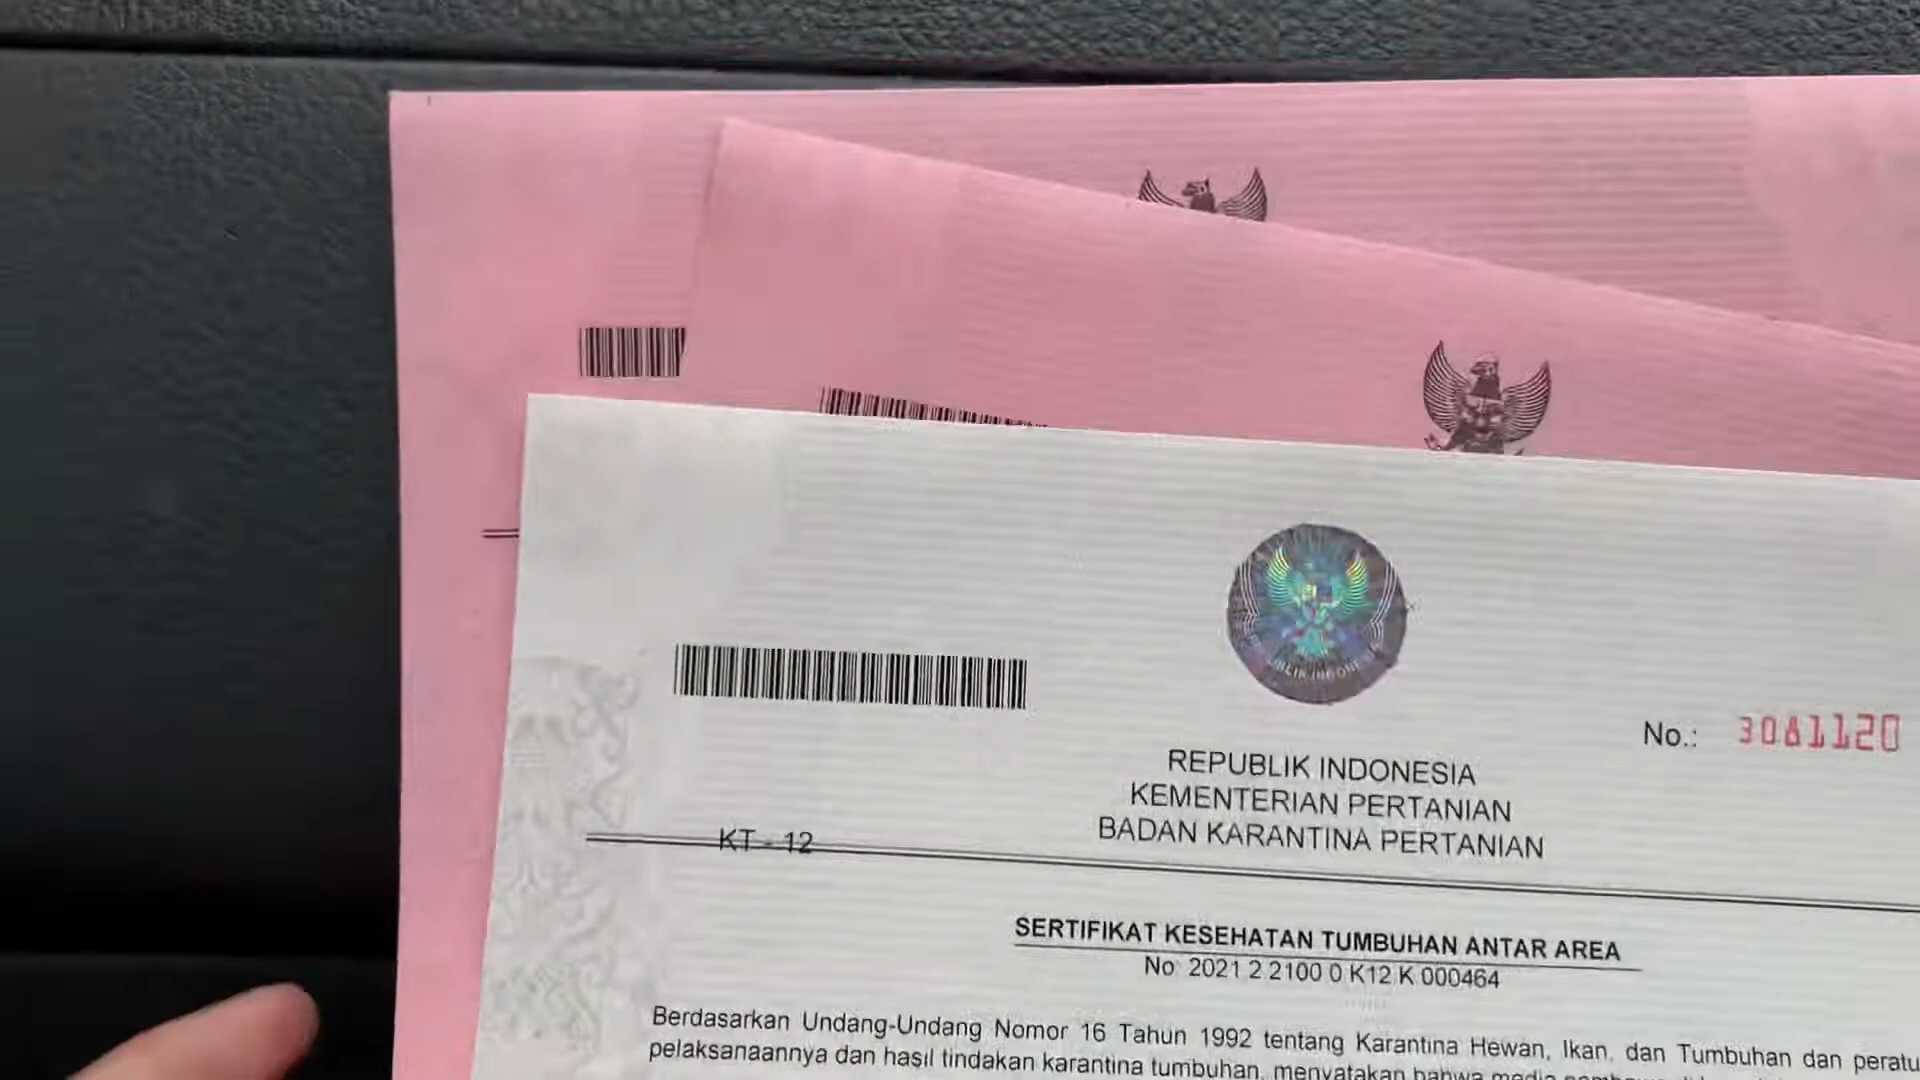 No.: 3081120
REPUBLIK INDONESIA
KEMENTERIAN PERTANIAN
BADAN KARANTINA PERTANIAN
KT - 12
SERTIFIKAT KESEHATAN TUMBUHAN ANTAR AREA
No: 2021 2 2100 0 K12 K 000464
Berdasarkan Undang-Undang Nomor 16 Tahun 1992 tentang Karantina Hewan, Ikan, dan Tumbuhan dan
pelaksanaannya dan hasil tindakan karantina tumbuhan, menyatakan bahwa media